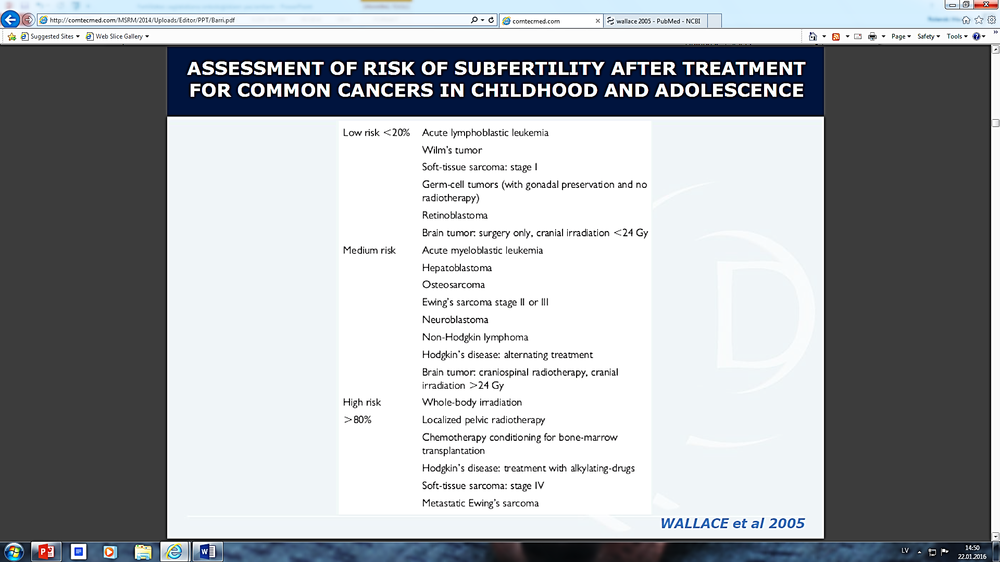 http://comtecmed.com/MSRM/2014/Uploads/Editor/PPT/Barri.pdf
comtecmed.com
wallace 2005 - PubMed - NCBI
Suggested Sites
Web Slice Gallery
Page
Safety
Tools
ASSESSMENT OF RISK OF SUBFERTILITY AFTER TREATMENT
FOR COMMON CANCERS IN CHILDHOOD AND ADOLESCENCE
Low risk <20% Acute lymphoblastic leukemia
Wilm's tumor
Soft-tissue sarcoma: stage I
Germ-cell tumors (with gonadal preservation and no
radiotherapy)
Retinoblastoma
Brain tumor: surgery only, cranial irradiation <24 Gy
Medium risk Acute myeloblastic leukemia
Hepatoblastoma
Osteosarcoma
Ewing's sarcoma stage II or III
Neuroblastoma
Non-Hodgkin lymphoma
Hodgkin's disease: alternating treatment
Brain tumor: craniospinal radiotherapy, cranial
irradiation >24 Gy
High risk Whole-body irradiation
>80% Localized pelvic radiotherapy
Chemotherapy conditioning for bone-marrow
transplantation
Hodgkin's disease: treatment with alkylating-drugs
Soft-tissue sarcoma: stage IV
Metastatic Ewing's sarcoma
WALLACE et al 2005
LV
14:50
22.01.2016